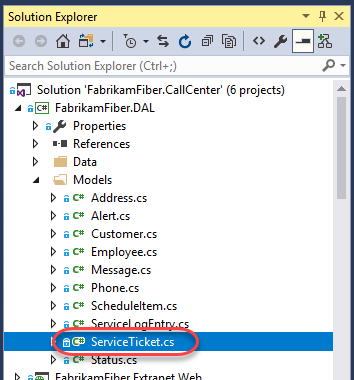 Solution Explorer
Search Solution Explorer (Ctrl+;)
Solution 'FabrikamFiber.CallCenter' (6 projects)
C# FabrikamFiber.DAL
Properties
References
Data
Models
C# Address.cs
C# Alert.cs
C# Customer.cs
C# Employee.cs
C# Message.cs
C# Phone.cs
C# ScheduleItem.cs
C# ServiceLogEntry.cs
C# ServiceTicket.cs
C# Status.cs
FabrikamFiber.Extranet.Web